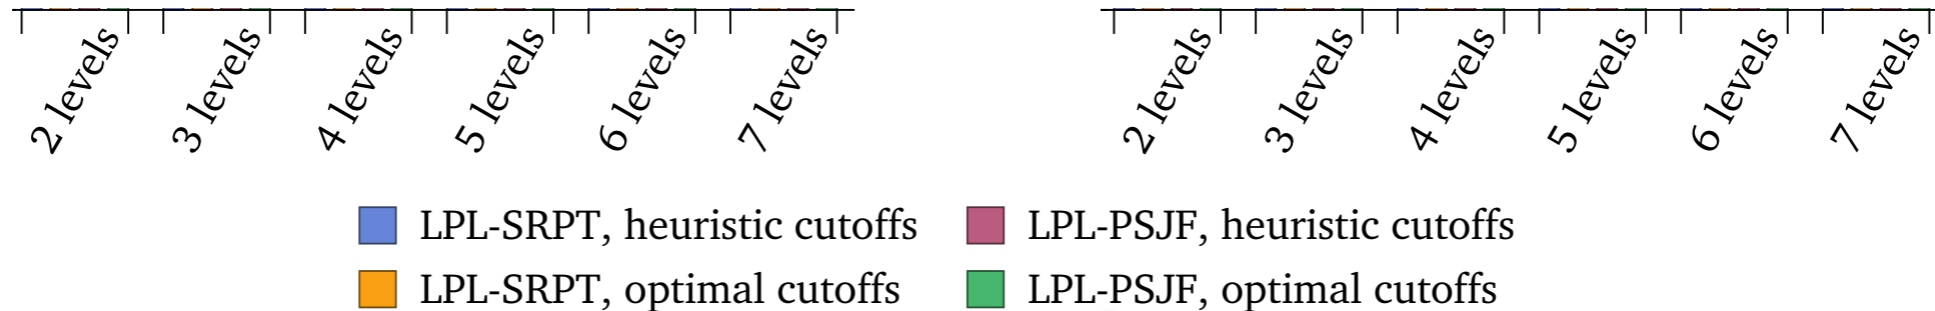 2 levels 3 levels 4 levels 5 levels 6 levels 7 levels 2 levels 3 levels 4 levels 5 levels 6 levels 7 levels
LPL-SRPT, heuristic cutoffs LPL-PSJF, heuristic cutoffs
LPL-SRPT, optimal cutoffs LPL-PSJF, optimal cutoffs